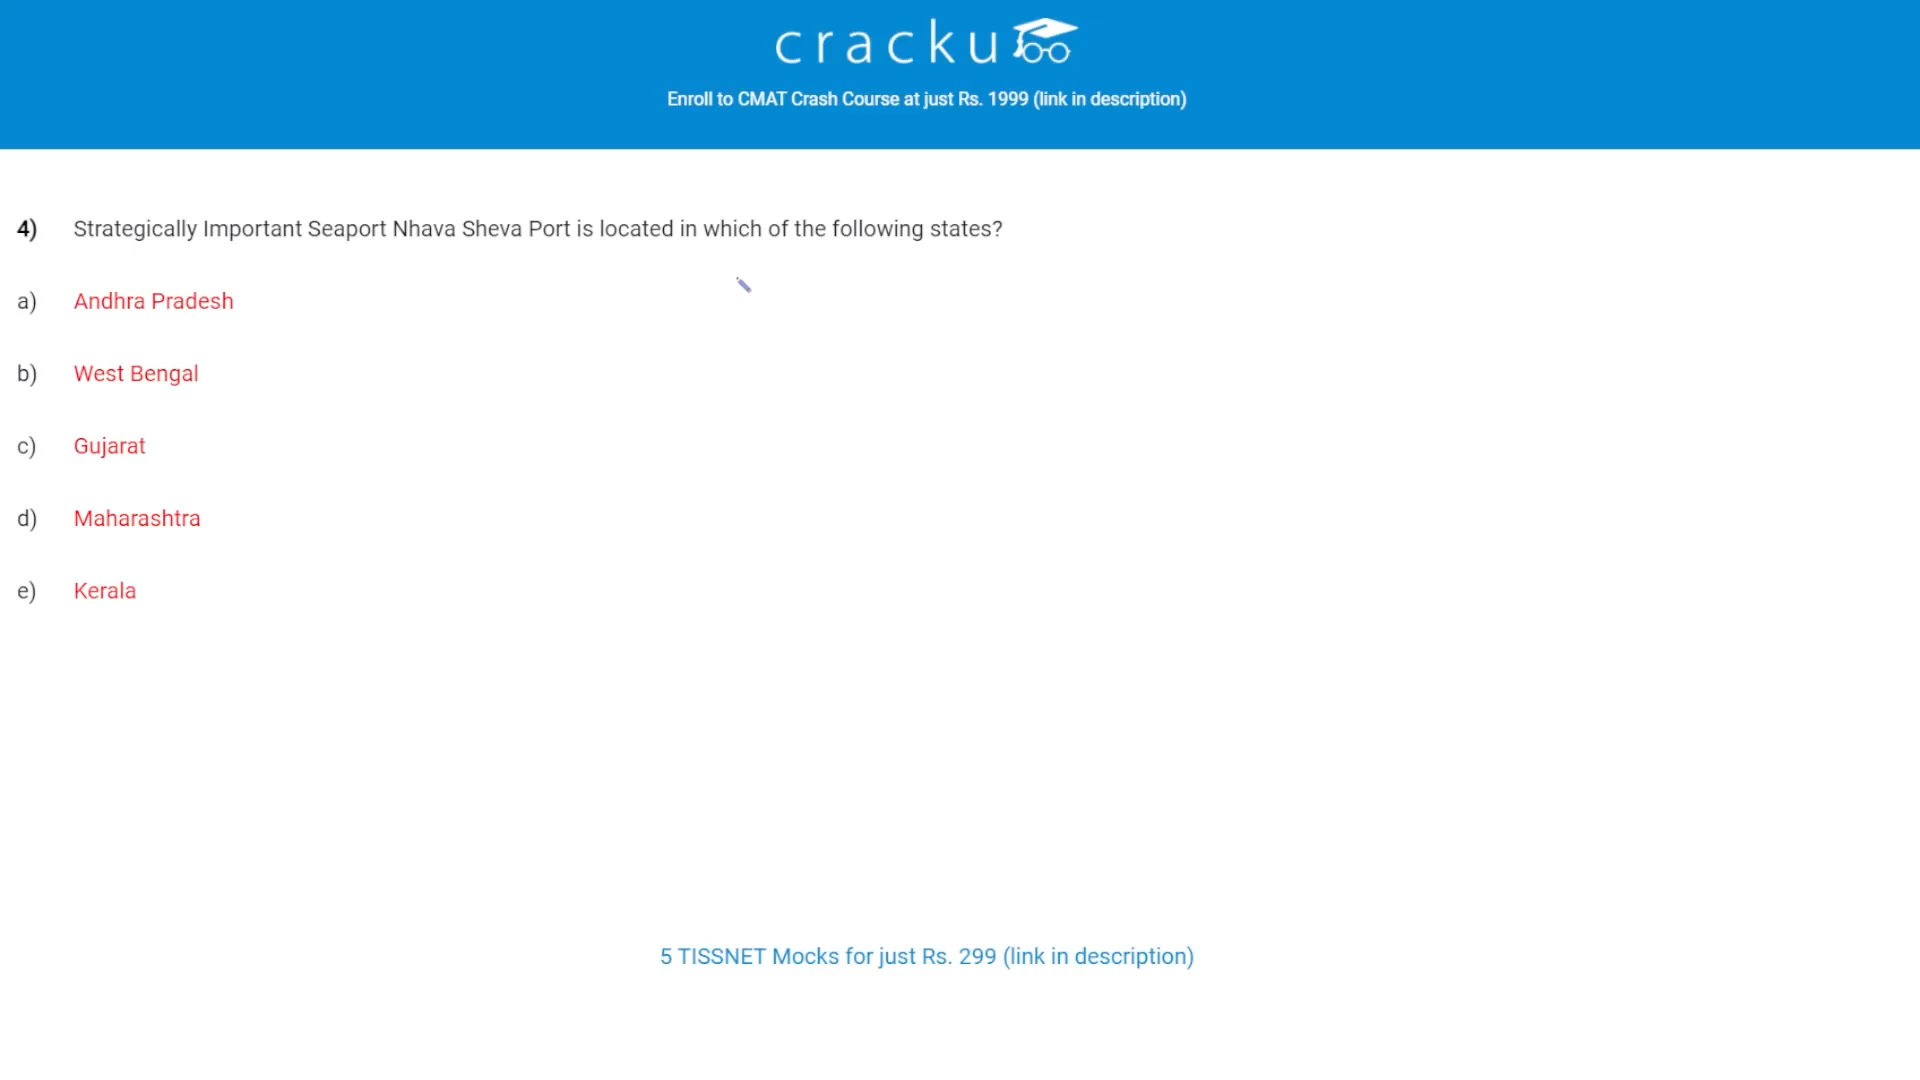 cracku
Enroll to CMAT Crash Course at just Rs. 1999 (link in description)
4) Strategically Important Seaport Nhava Sheva Port is located in which of the following states?
a) Andhra Pradesh
b) West Bengal
c) Gujarat
d) Maharashtra
e) Kerala
5 TISSNET Mocks for just Rs. 299 (link in description)